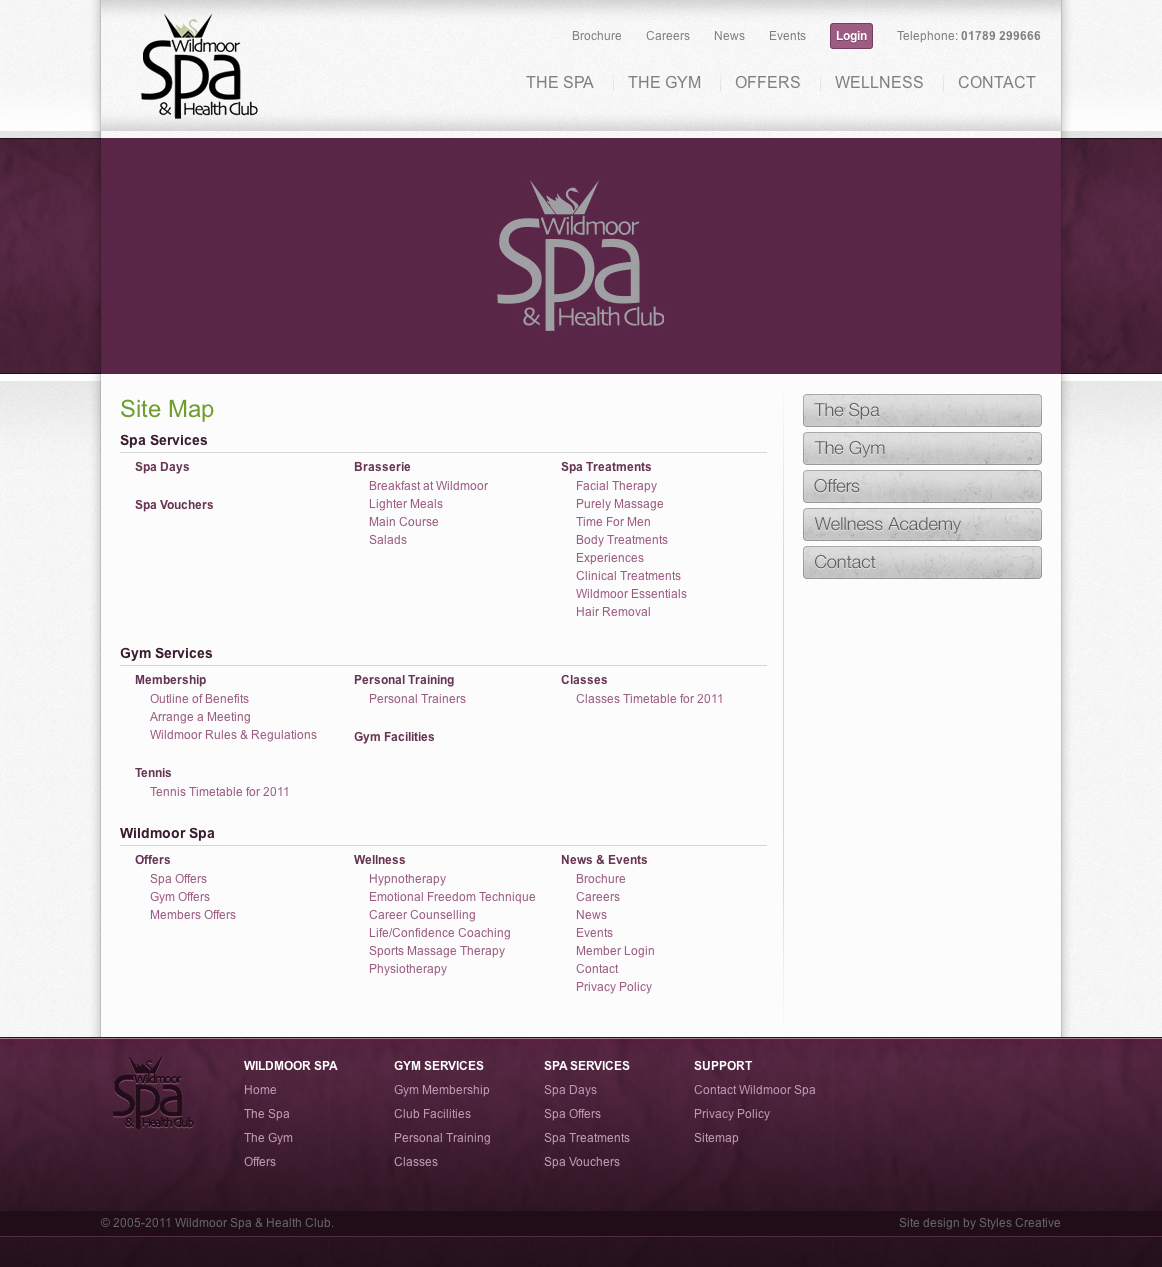 Wildmoor
Spa
& Health Club
Brochure
Careers
News
Events
Login
Telephone: 01789 299666
THE SPA
THE GYM
OFFERS
WELLNESS
CONTACT
Wildmoor
Spa
& Health Club
Site Map
Spa Services
Spa Days
Spa Vouchers
Brasserie
Breakfast at Wildmoor
Lighter Meals
Main Course
Salads
Spa Treatments
Facial Therapy
Purely Massage
Time For Men
Body Treatments
Experiences
Clinical Treatments
Wildmoor Essentials
Hair Removal
Gym Services
Membership
Outline of Benefits
Arrange a Meeting
Wildmoor Rules & Regulations
Tennis
Tennis Timetable for 2011
Personal Training
Personal Trainers
Gym Facilities
Classes
Classes Timetable for 2011
Wildmoor Spa
Offers
Spa Offers
Gym Offers
Members Offers
Wellness
Hypnotherapy
Emotional Freedom Technique
Career Counselling
Life/Confidence Coaching
Sports Massage Therapy
Physiotherapy
News & Events
Brochure
Careers
News
Events
Member Login
Contact
Privacy Policy
The Spa
The Gym
Offers
Wellness Academy
Contact
Wildmoor
Spa
& Health Club
WILDMOOR SPA
Home
The Spa
The Gym
Offers
GYM SERVICES
Gym Membership
Club Facilities
Personal Training
Classes
SPA SERVICES
Spa Days
Spa Offers
Spa Treatments
Spa Vouchers
SUPPORT
Contact Wildmoor Spa
Privacy Policy
Sitemap
© 2005-2011 Wildmoor Spa & Health Club.
Site design by Styles Creative